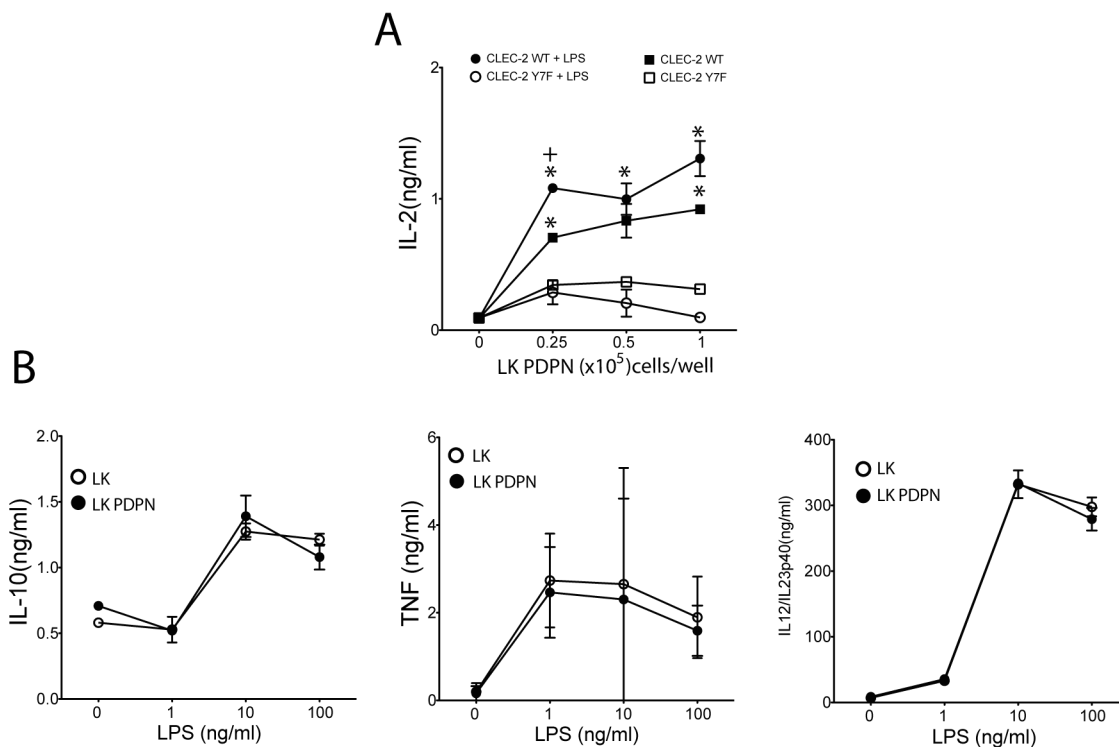 A
CLEC-2 WT + LPS
CLEC-2 WT
CLEC-2 Y7F + LPS
CLEC-2 Y7F
2
1
0
IL-2(ng/ml)
+
*
*
*
*
*
0 0.25 0.5 1
LK PDPN (x10⁵)cells/well
B
2.0
1.5
1.0
0.5
0.0
IL-10(ng/ml)
LK
LK PDPN
0 1 10 100
LPS (ng/ml)
6
4
2
0
TNF (ng/ml)
LK
LK PDPN
0 1 10 100
LPS (ng/ml)
400
300
200
100
0
IL12/IL23p40(ng/ml)
LK
LK PDPN
0 1 10 100
LPS (ng/ml)